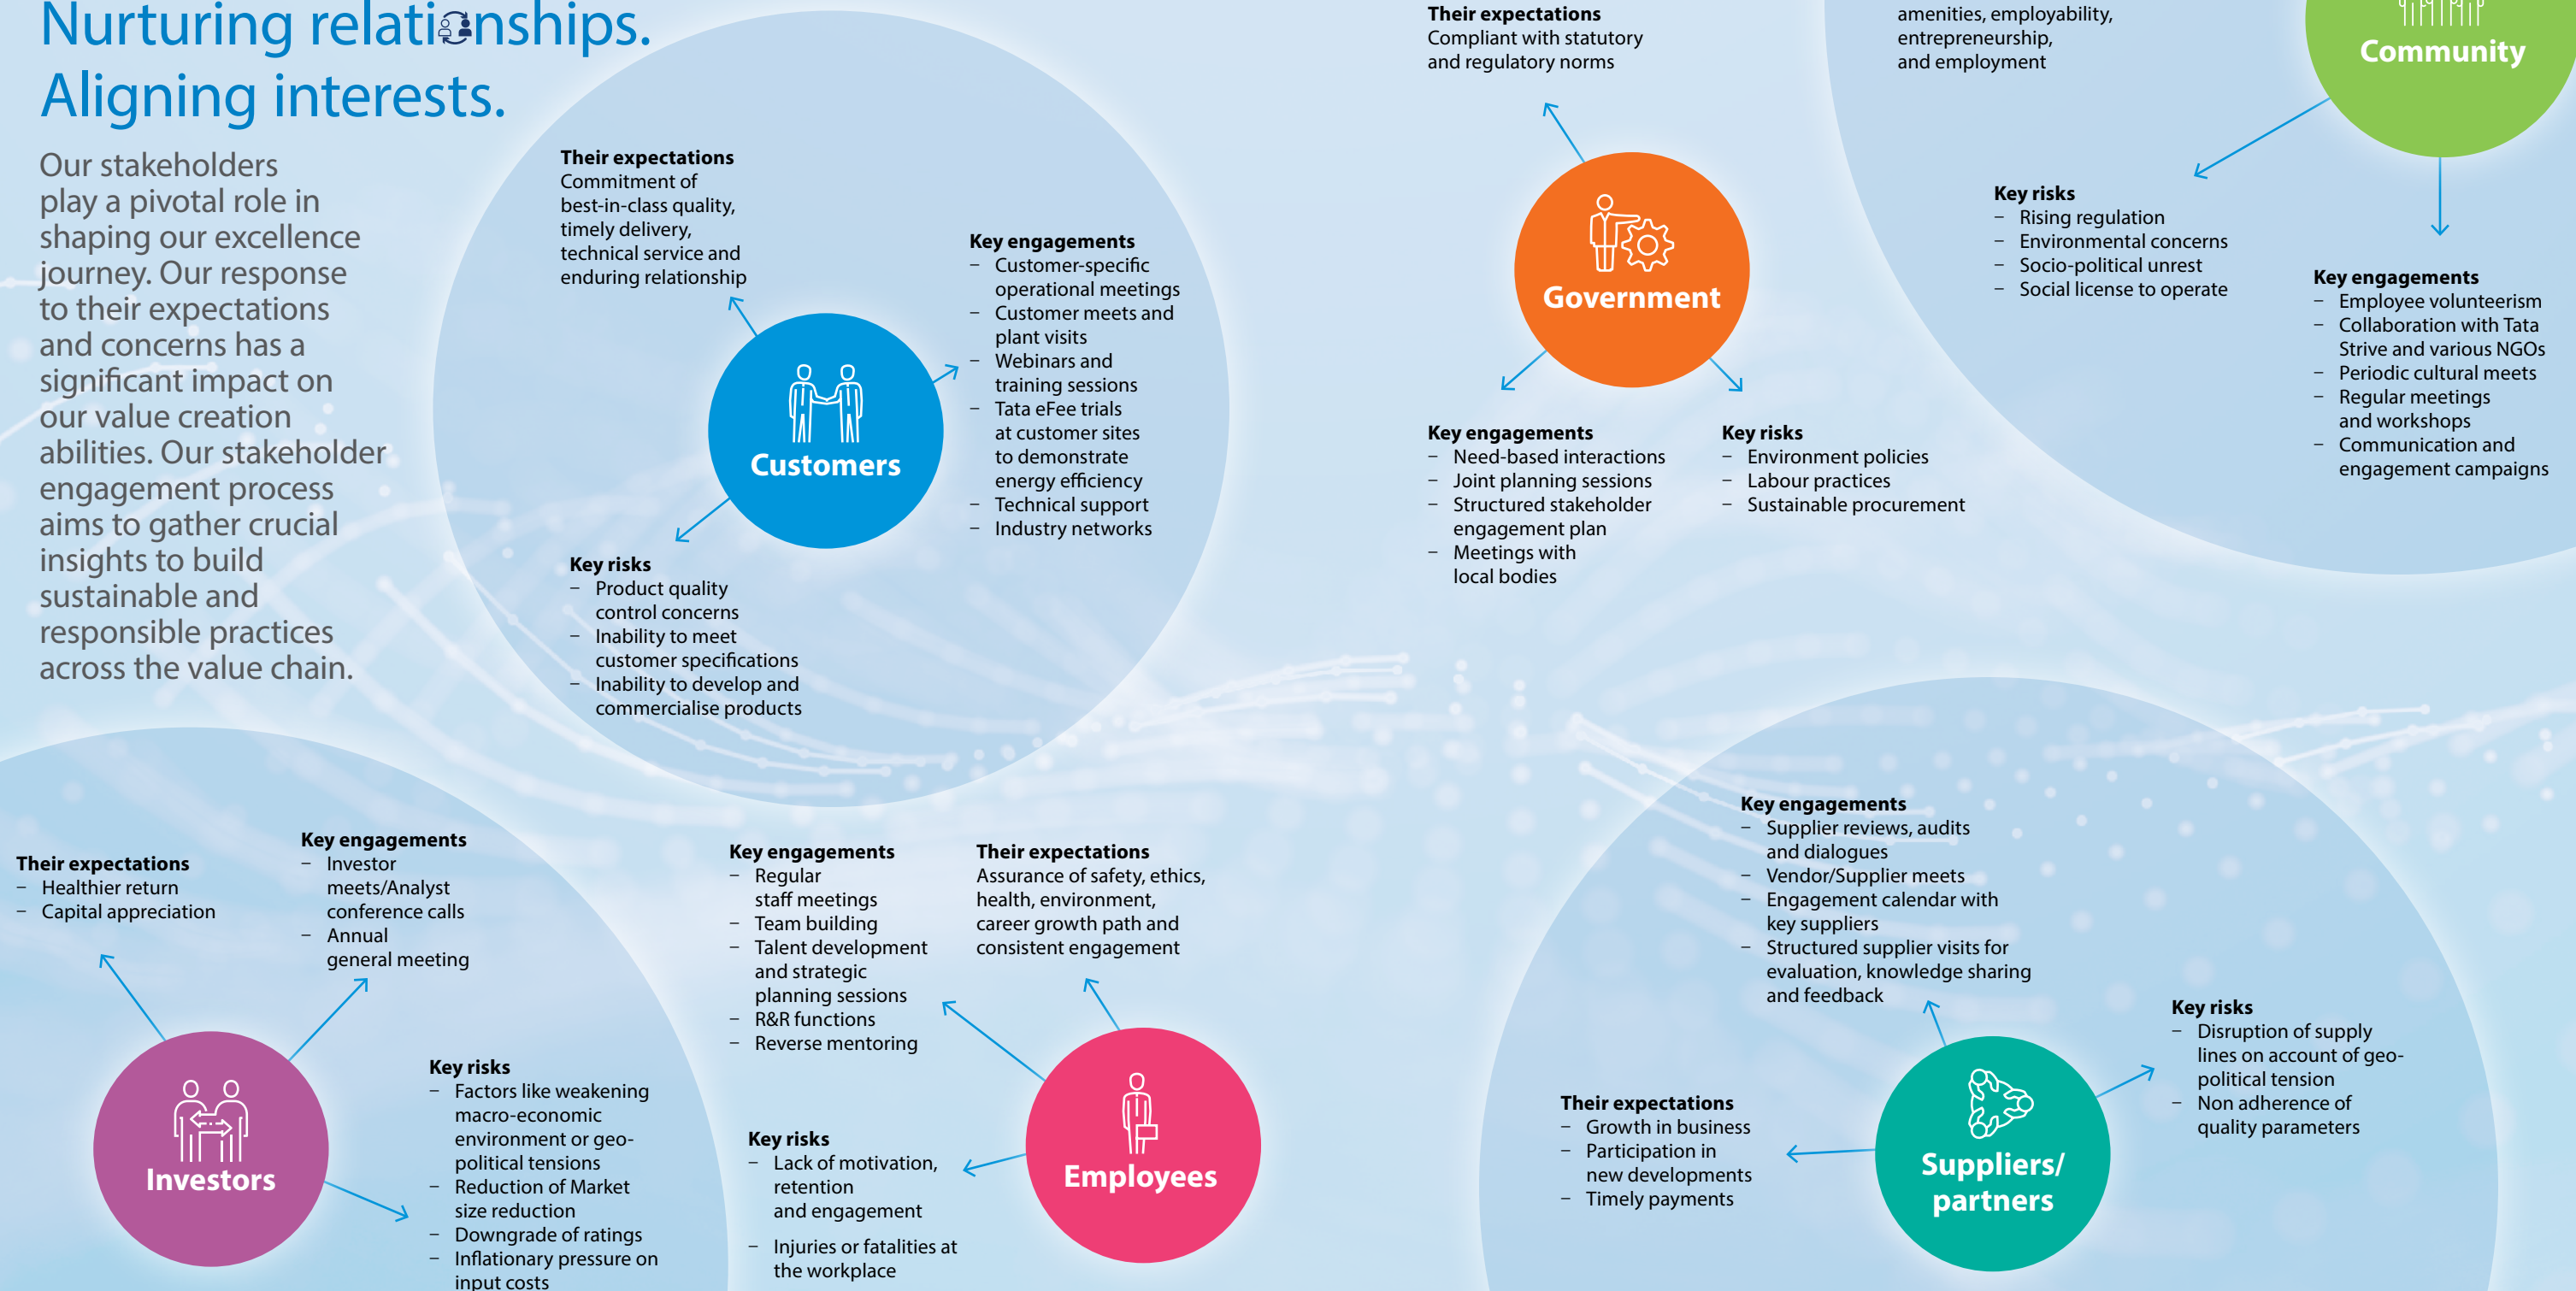 Nurturing relationships.
Aligning interests.
Our stakeholders
play a pivotal role in
shaping our excellence
journey. Our response
to their expectations
and concerns has a
significant impact on
our value creation
abilities. Our stakeholder
engagement process
aims to gather crucial
insights to build
sustainable and
responsible practices
across the value chain.
Their expectations
Commitment of
best-in-class quality,
timely delivery,
technical service and
enduring relationship
Customers
Key engagements
– Customer-specific
operational meetings
– Customer meets and
plant visits
– Webinars and
training sessions
– Tata eFee trials
at customer sites
to demonstrate
energy efficiency
– Technical support
– Industry networks
Key risks
– Product quality
control concerns
– Inability to meet
customer specifications
– Inability to develop and
commercialise products
Their expectations
Compliant with statutory
and regulatory norms
Government
Key engagements
– Need-based interactions
– Joint planning sessions
– Structured stakeholder
engagement plan
– Meetings with
local bodies
Key risks
– Environment policies
– Labour practices
– Sustainable procurement
amenities, employability,
entrepreneurship,
and employment
Community
Key risks
– Rising regulation
– Environmental concerns
– Socio-political unrest
– Social license to operate
Key engagements
– Employee volunteerism
– Collaboration with Tata
Strive and various NGOs
– Periodic cultural meets
– Regular meetings
and workshops
– Communication and
engagement campaigns
Their expectations
– Healthier return
– Capital appreciation
Key engagements
– Investor
meets/Analyst
conference calls
– Annual
general meeting
Investors
Key risks
– Factors like weakening
macro-economic
environment or geo-
political tensions
– Reduction of Market
size reduction
– Downgrade of ratings
– Inflationary pressure on
input costs
Key engagements
– Regular
staff meetings
– Team building
– Talent development
and strategic
planning sessions
– R&R functions
– Reverse mentoring
Their expectations
Assurance of safety, ethics,
health, environment,
career growth path and
consistent engagement
Employees
Key risks
– Lack of motivation,
retention
and engagement
– Injuries or fatalities at
the workplace
Key engagements
– Supplier reviews, audits
and dialogues
– Vendor/Supplier meets
– Engagement calendar with
key suppliers
– Structured supplier visits for
evaluation, knowledge sharing
and feedback
Their expectations
– Growth in business
– Participation in
new developments
– Timely payments
Suppliers/
partners
Key risks
– Disruption of supply
lines on account of geo-
political tension
– Non adherence of
quality parameters